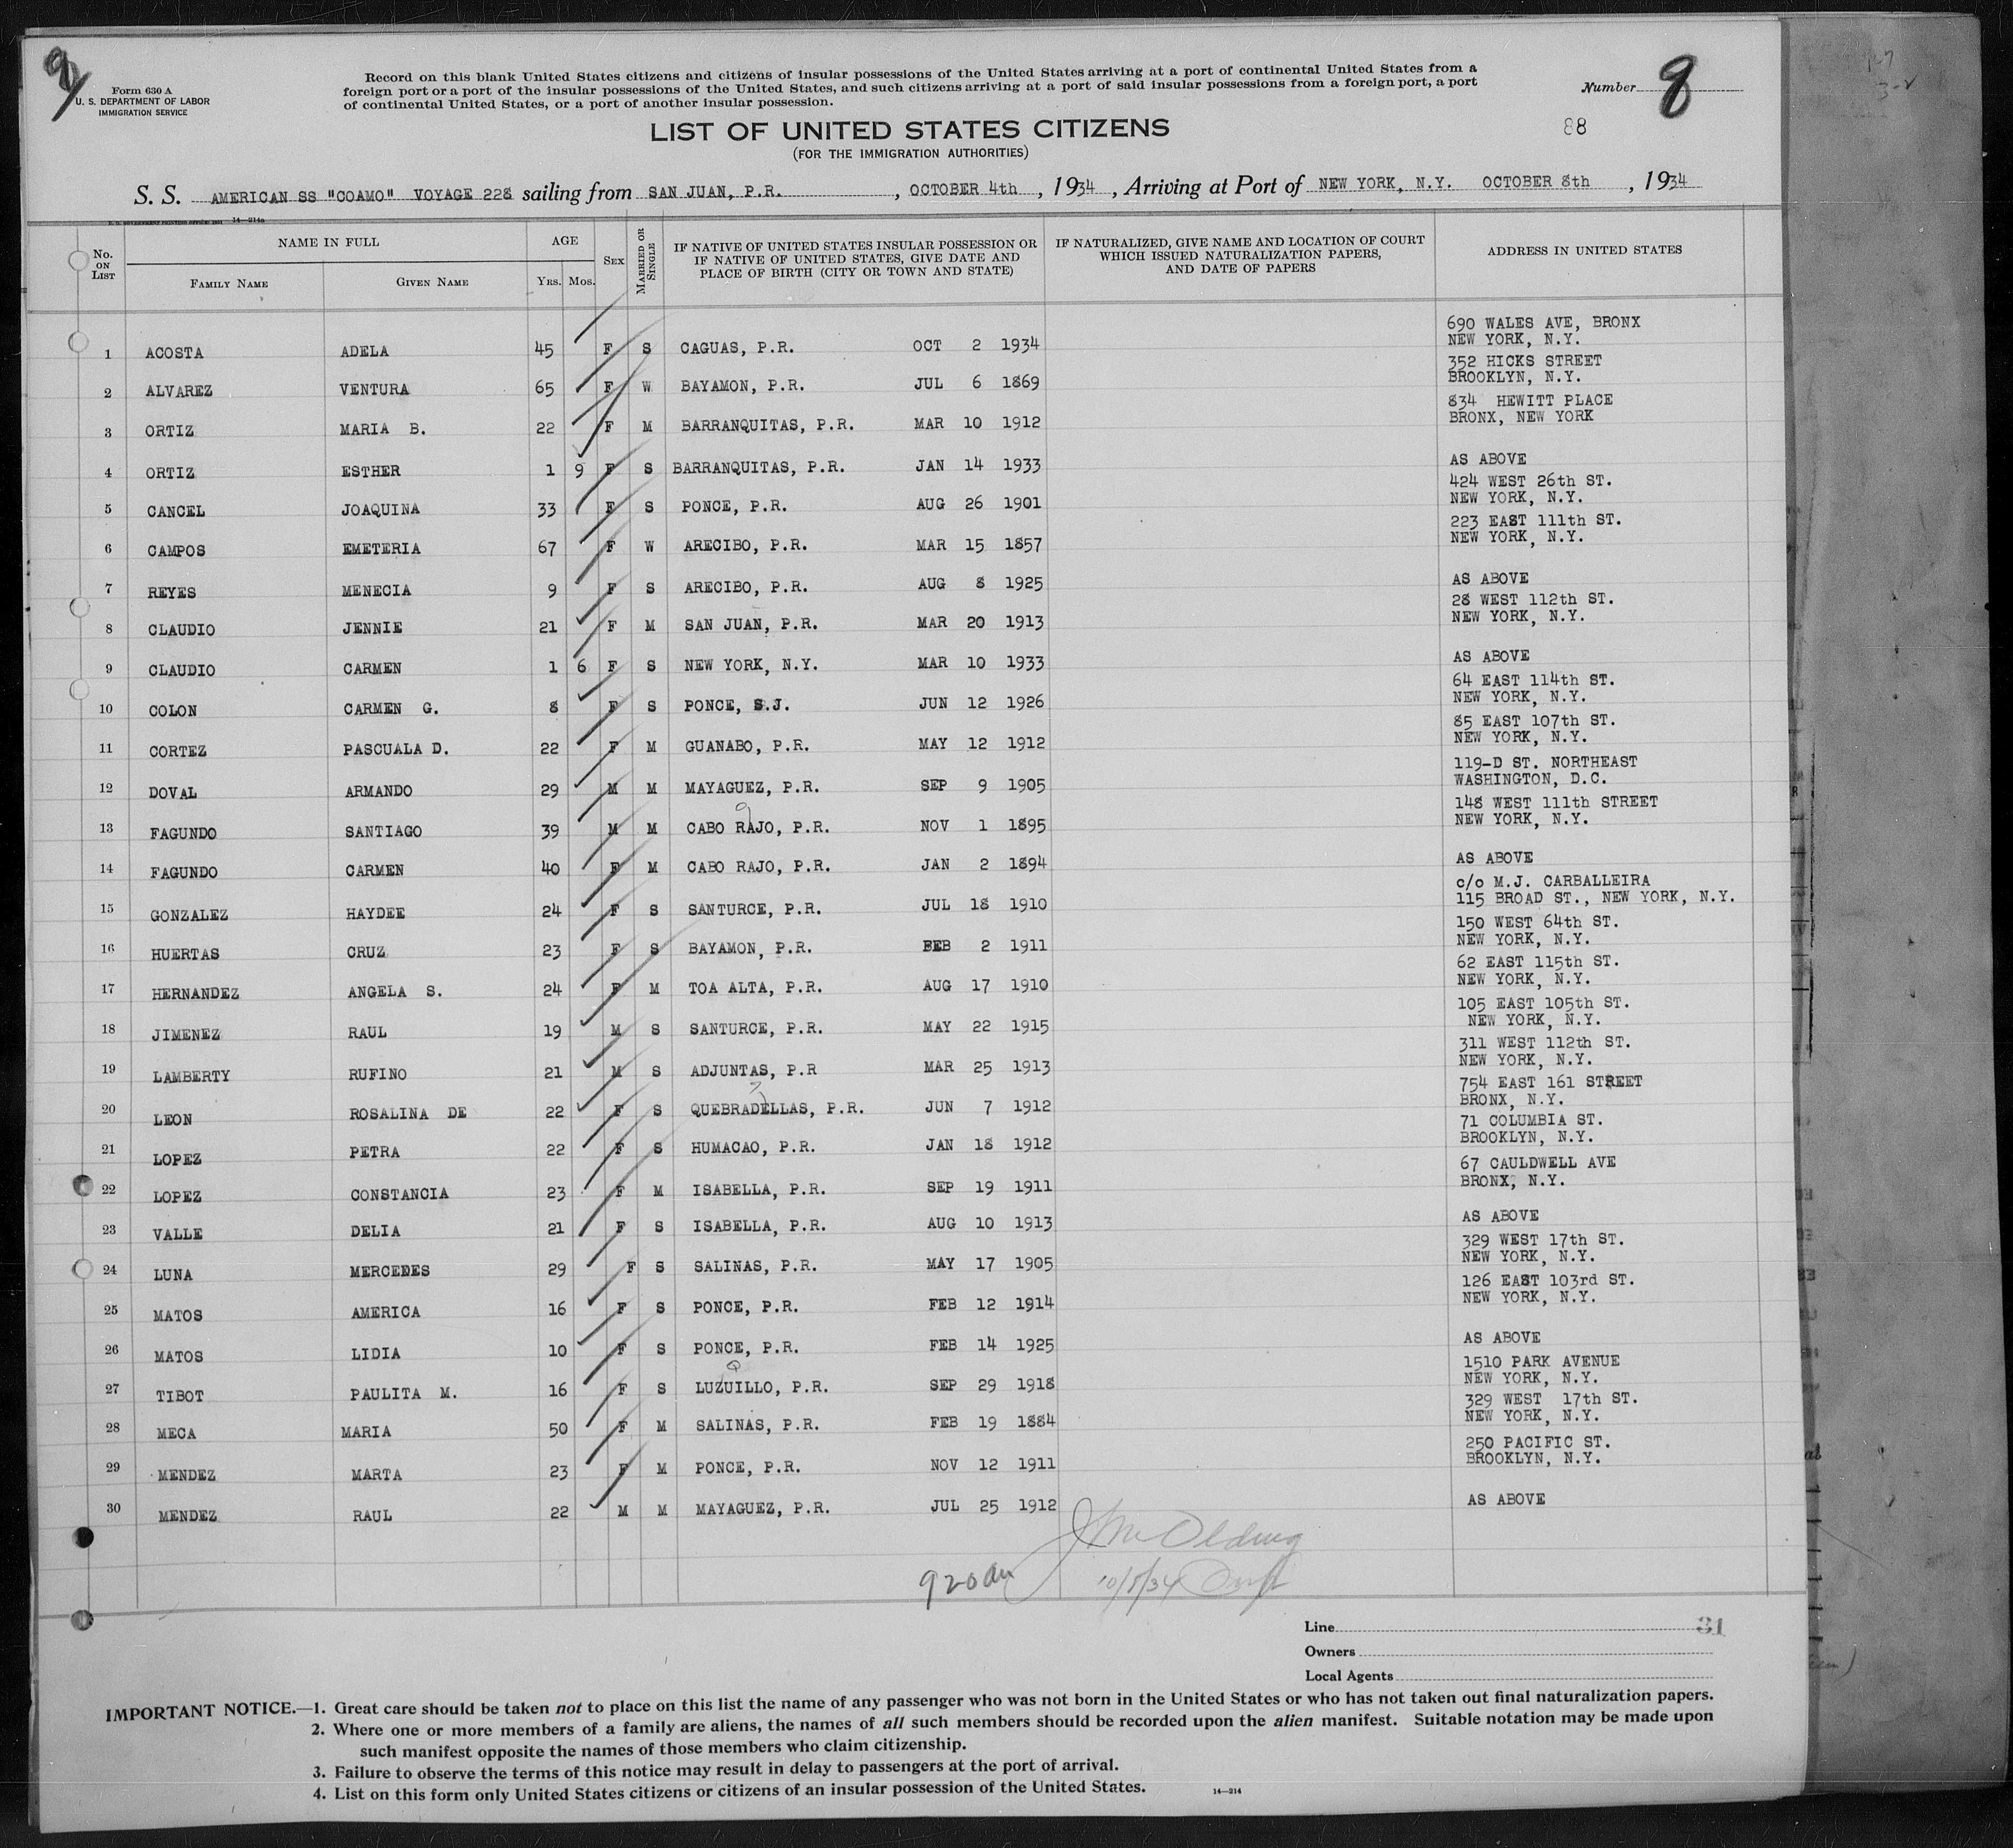 9
Form 630 A
U. S. DEPARTMENT OF LABOR
IMMIGRATION SERVICE
Record on this blank United States citizens and citizens of insular possessions of the United States arriving at a port of continental United States from a
foreign port or a port of the insular possessions of the United States, and such citizens arriving at a port of said insular possessions from a foreign port, a port
of continental United States, or a port of another insular possession.
Number 8
88
LIST OF UNITED STATES CITIZENS
(FOR THE IMMIGRATION AUTHORITIES)
S. S. AMERICAN SS "COAMO" VOYAGE 228 sailing from SAN JUAN, P.R. , OCTOBER 4th , 1934 , Arriving at Port of NEW YORK, N.Y. OCTOBER 8th , 1934
14—214a
No. ON LIST NAME IN FULL FAMILY NAME GIVEN NAME AGE YRS. MOS. SEX MARRIED OR SINGLE IF NATIVE OF UNITED STATES INSULAR POSSESSION OR IF NATIVE OF UNITED STATES, GIVE DATE AND PLACE OF BIRTH (CITY OR TOWN AND STATE) IF NATURALIZED, GIVE NAME AND LOCATION OF COURT WHICH ISSUED NATURALIZATION PAPERS, AND DATE OF PAPERS ADDRESS IN UNITED STATES
1 ACOSTA ADELA 45 F S CAGUAS, P.R. OCT 2 1934 690 WALES AVE, BRONX NEW YORK, N.Y.
2 ALVAREZ VENTURA 65 F W BAYAMON, P.R. JUL 6 1869 352 HICKS STREET BROOKLYN, N.Y.
3 ORTIZ MARIA B. 22 F M BARRANQUITAS, P.R. MAR 10 1912 834 HEWITT PLACE BRONX, NEW YORK
4 ORTIZ ESTHER 1 9 F S BARRANQUITAS, P.R. JAN 14 1933 AS ABOVE
5 CANCEL JOAQUINA 33 F S PONCE, P.R. AUG 26 1901 424 WEST 26th ST. NEW YORK, N.Y.
6 CAMPOS EMETERIA 67 F W ARECIBO, P.R. MAR 15 1857 223 EAST 111th ST. NEW YORK, N.Y.
7 REYES MENECIA 9 F S ARECIBO, P.R. AUG 8 1925 AS ABOVE
8 CLAUDIO JENNIE 21 F M SAN JUAN, P.R. MAR 20 1913 28 WEST 112th ST. NEW YORK, N.Y.
9 CLAUDIO CARMEN 1 6 F S NEW YORK, N.Y. MAR 10 1933 AS ABOVE
10 COLON CARMEN G. 8 F S PONCE, S.J. JUN 12 1926 64 EAST 114th ST. NEW YORK, N.Y.
11 CORTEZ PASCUALA D. 22 F M GUANABO, P.R. MAY 12 1912 85 EAST 107th ST. NEW YORK, N.Y.
12 DOVAL ARMANDO 29 M M MAYAGUEZ, P.R. SEP 9 1905 119-D ST. NORTHEAST WASHINGTON, D.C.
13 FAGUNDO SANTIAGO 39 M M CABO RAJO, P.R. NOV 1 1895 148 WEST 111th STREET NEW YORK, N.Y.
14 FAGUNDO CARMEN 40 F M CABO RAJO, P.R. JAN 2 1894 AS ABOVE
15 GONZALEZ HAYDEE 24 F S SANTURCE, P.R. JUL 18 1910 c/o M.J. CARBALLEIRA 115 BROAD ST., NEW YORK, N.Y.
16 HUERTAS CRUZ 23 F S BAYAMON, P.R. FEB 2 1911 150 WEST 64th ST. NEW YORK, N.Y.
17 HERNANDEZ ANGELA S. 24 F M TOA ALTA, P.R. AUG 17 1910 62 EAST 115th ST. NEW YORK, N.Y.
18 JIMENEZ RAUL 19 M S SANTURCE, P.R. MAY 22 1915 105 EAST 105th ST. NEW YORK, N.Y.
19 LAMBERTY RUFINO 21 M S ADJUNTAS, P.R MAR 25 1913 311 WEST 112th ST. NEW YORK, N.Y.
20 LEON ROSALINA DE 22 F S QUEBRADELLAS, P.R. JUN 7 1912 754 EAST 161 STREET BRONX, N.Y.
21 LOPEZ PETRA 22 F S HUMACAO, P.R. JAN 18 1912 71 COLUMBIA ST. BROOKLYN, N.Y.
22 LOPEZ CONSTANCIA 23 F M ISABELLA, P.R. SEP 19 1911 67 CAULDWELL AVE BRONX, N.Y.
23 VALLE DELIA 21 F S ISABELLA, P.R. AUG 10 1913 AS ABOVE
24 LUNA MERCEDES 29 F S SALINAS, P.R. MAY 17 1905 329 WEST 17th ST. NEW YORK, N.Y.
25 MATOS AMERICA 16 F S PONCE, P.R. FEB 12 1914 126 EAST 103rd ST. NEW YORK, N.Y.
26 MATOS LIDIA 10 F S PONCE, P.R. FEB 14 1925 AS ABOVE
27 TIBOT PAULITA M. 16 F S LUZUILLO, P.R. SEP 29 1918 1510 PARK AVENUE NEW YORK, N.Y.
28 MECA MARIA 50 F M SALINAS, P.R. FEB 19 1884 329 WEST 17th ST. NEW YORK, N.Y.
29 MENDEZ MARTA 23 F M PONCE, P.R. NOV 12 1911 250 PACIFIC ST. BROOKLYN, N.Y.
30 MENDEZ RAUL 22 M M MAYAGUEZ, P.R. JUL 25 1912 AS ABOVE
920 am
Line 31
Owners
Local Agents
IMPORTANT NOTICE.—1. Great care should be taken not to place on this list the name of any passenger who was not born in the United States or who has not taken out final naturalization papers.
2. Where one or more members of a family are aliens, the names of all such members should be recorded upon the alien manifest. Suitable notation may be made upon
such manifest opposite the names of those members who claim citizenship.
3. Failure to observe the terms of this notice may result in delay to passengers at the port of arrival.
4. List on this form only United States citizens or citizens of an insular possession of the United States.
14—214